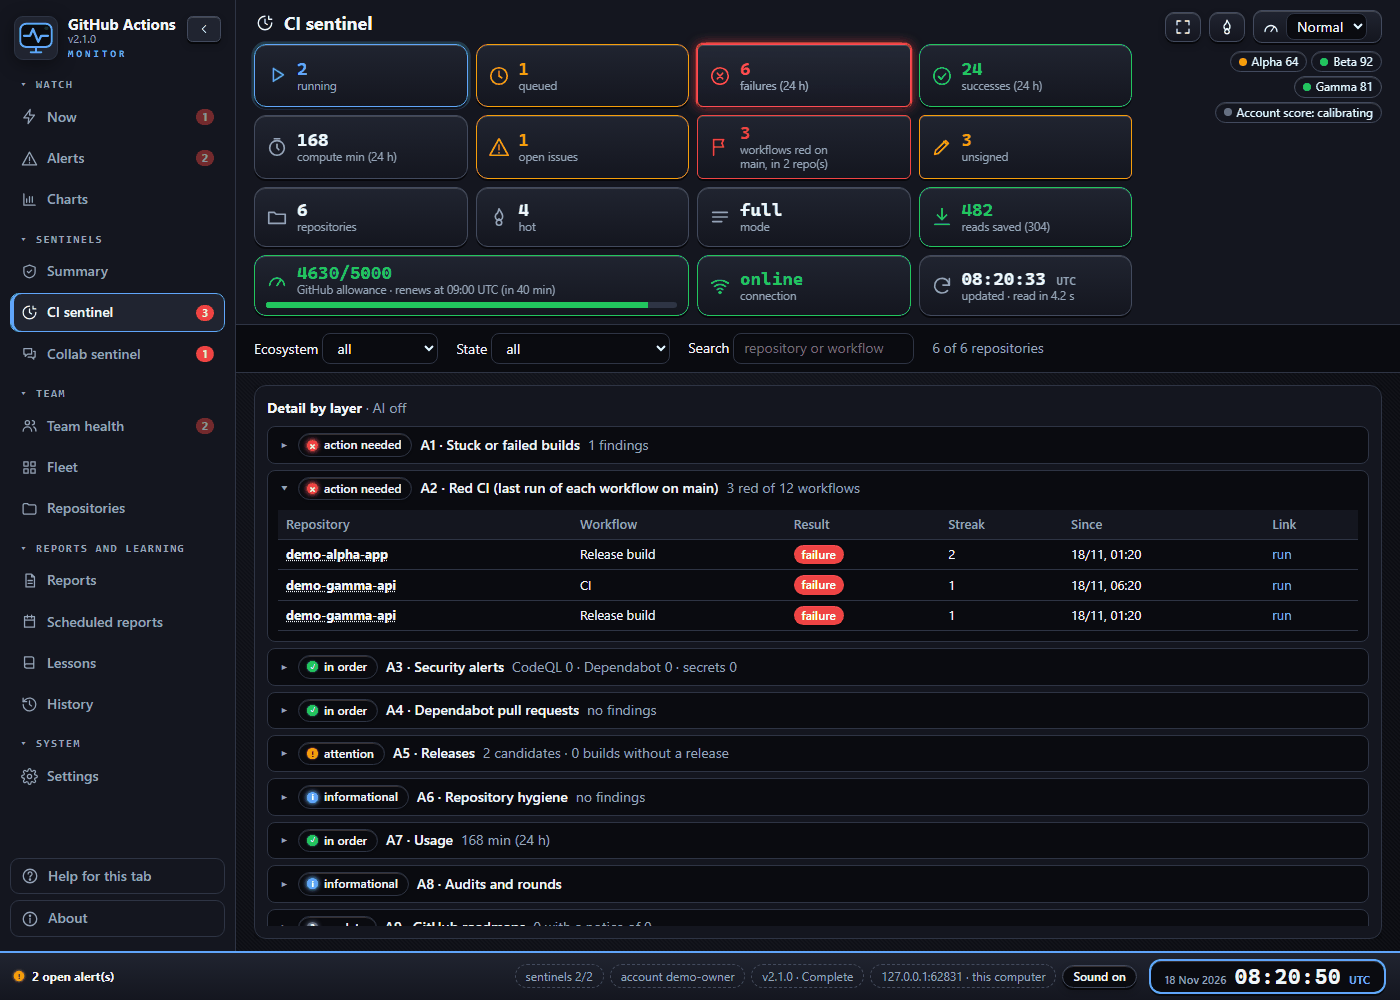 GitHub Actions
v2.1.0
MONITOR
WATCH
Now 1
Alerts 2
Charts
SENTINELS
Summary
CI sentinel 3
Collab sentinel 1
TEAM
Team health 2
Fleet
Repositories
REPORTS AND LEARNING
Reports
Scheduled reports
Lessons
History
SYSTEM
Settings
Help for this tab
About
CI sentinel
Normal
Alpha 64
Beta 92
Gamma 81
Account score: calibrating
2
running
1
queued
6
failures (24 h)
24
successes (24 h)
168
compute min (24 h)
1
open issues
3
workflows red on
main, in 2 repo(s)
3
unsigned
6
repositories
4
hot
full
mode
482
reads saved (304)
4630/5000
GitHub allowance · renews at 09:00 UTC (in 40 min)
online
connection
08:20:33 UTC
updated · read in 4.2 s
Ecosystem all State all Search repository or workflow 6 of 6 repositories
Detail by layer · AI off
action needed A1 · Stuck or failed builds 1 findings
action needed A2 · Red CI (last run of each workflow on main) 3 red of 12 workflows
Repository Workflow Result Streak Since Link
demo-alpha-app Release build failure 2 18/11, 01:20 run
demo-gamma-api CI failure 1 18/11, 06:20 run
demo-gamma-api Release build failure 1 18/11, 01:20 run
in order A3 · Security alerts CodeQL 0 · Dependabot 0 · secrets 0
in order A4 · Dependabot pull requests no findings
attention A5 · Releases 2 candidates · 0 builds without a release
informational A6 · Repository hygiene no findings
in order A7 · Usage 168 min (24 h)
informational A8 · Audits and rounds
2 open alert(s)
sentinels 2/2
account demo-owner
v2.1.0 · Complete
127.0.0.1:62831 · this computer
Sound on
18 Nov 2026 08:20:50 UTC